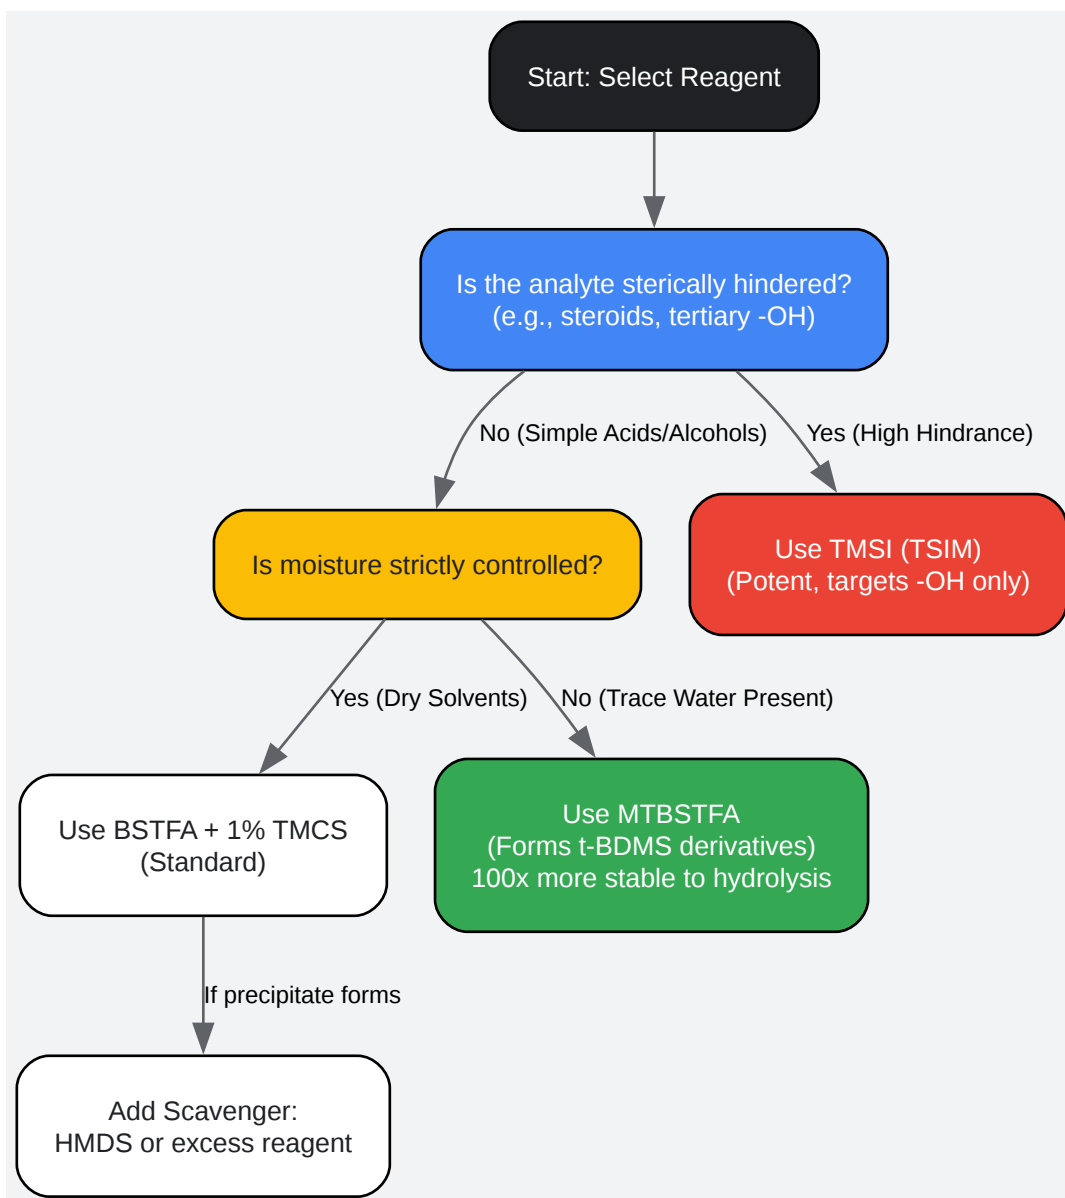 Start: Select Reagent
Is the analyte sterically hindered?
(e.g., steroids, tertiary -OH)
No (Simple Acids/Alcohols)
Yes (High Hindrance)
Is moisture strictly controlled?
Use TMSI (TSIM)
(Potent, targets -OH only)
Yes (Dry Solvents)
No (Trace Water Present)
Use BSTFA + 1% TMCS
(Standard)
Use MTBSTFA
(Forms t-BDMS derivatives)
100x more stable to hydrolysis
If precipitate forms
Add Scavenger:
HMDS or excess reagent